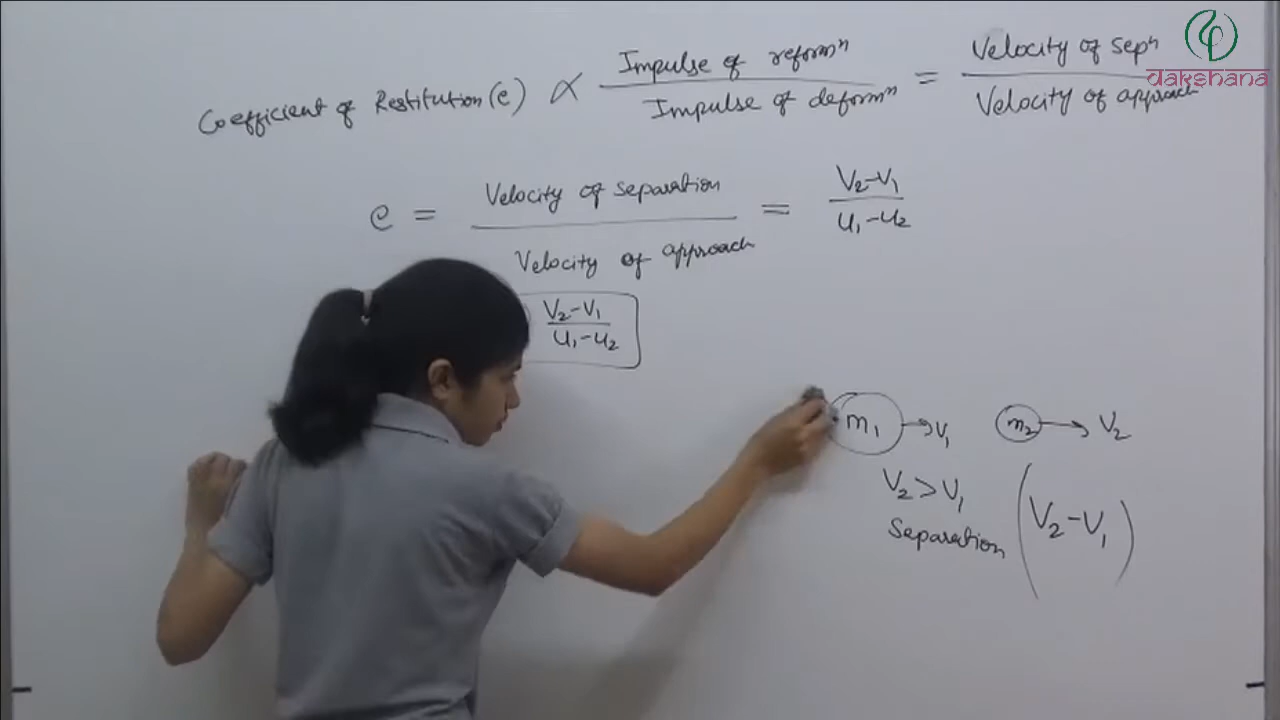 Coefficient of Restitution (e) ∝ Impulse of reformⁿ / Impulse of deformⁿ = Velocity of sepⁿ / Velocity of approach
dakshana
e = Velocity of separation / Velocity of approach = V₂-V₁ / u₁-u₂
V₂-V₁ / u₁-u₂
m₁ → V₁ m₂ → V₂
V₂ > V₁
Separation (V₂-V₁)